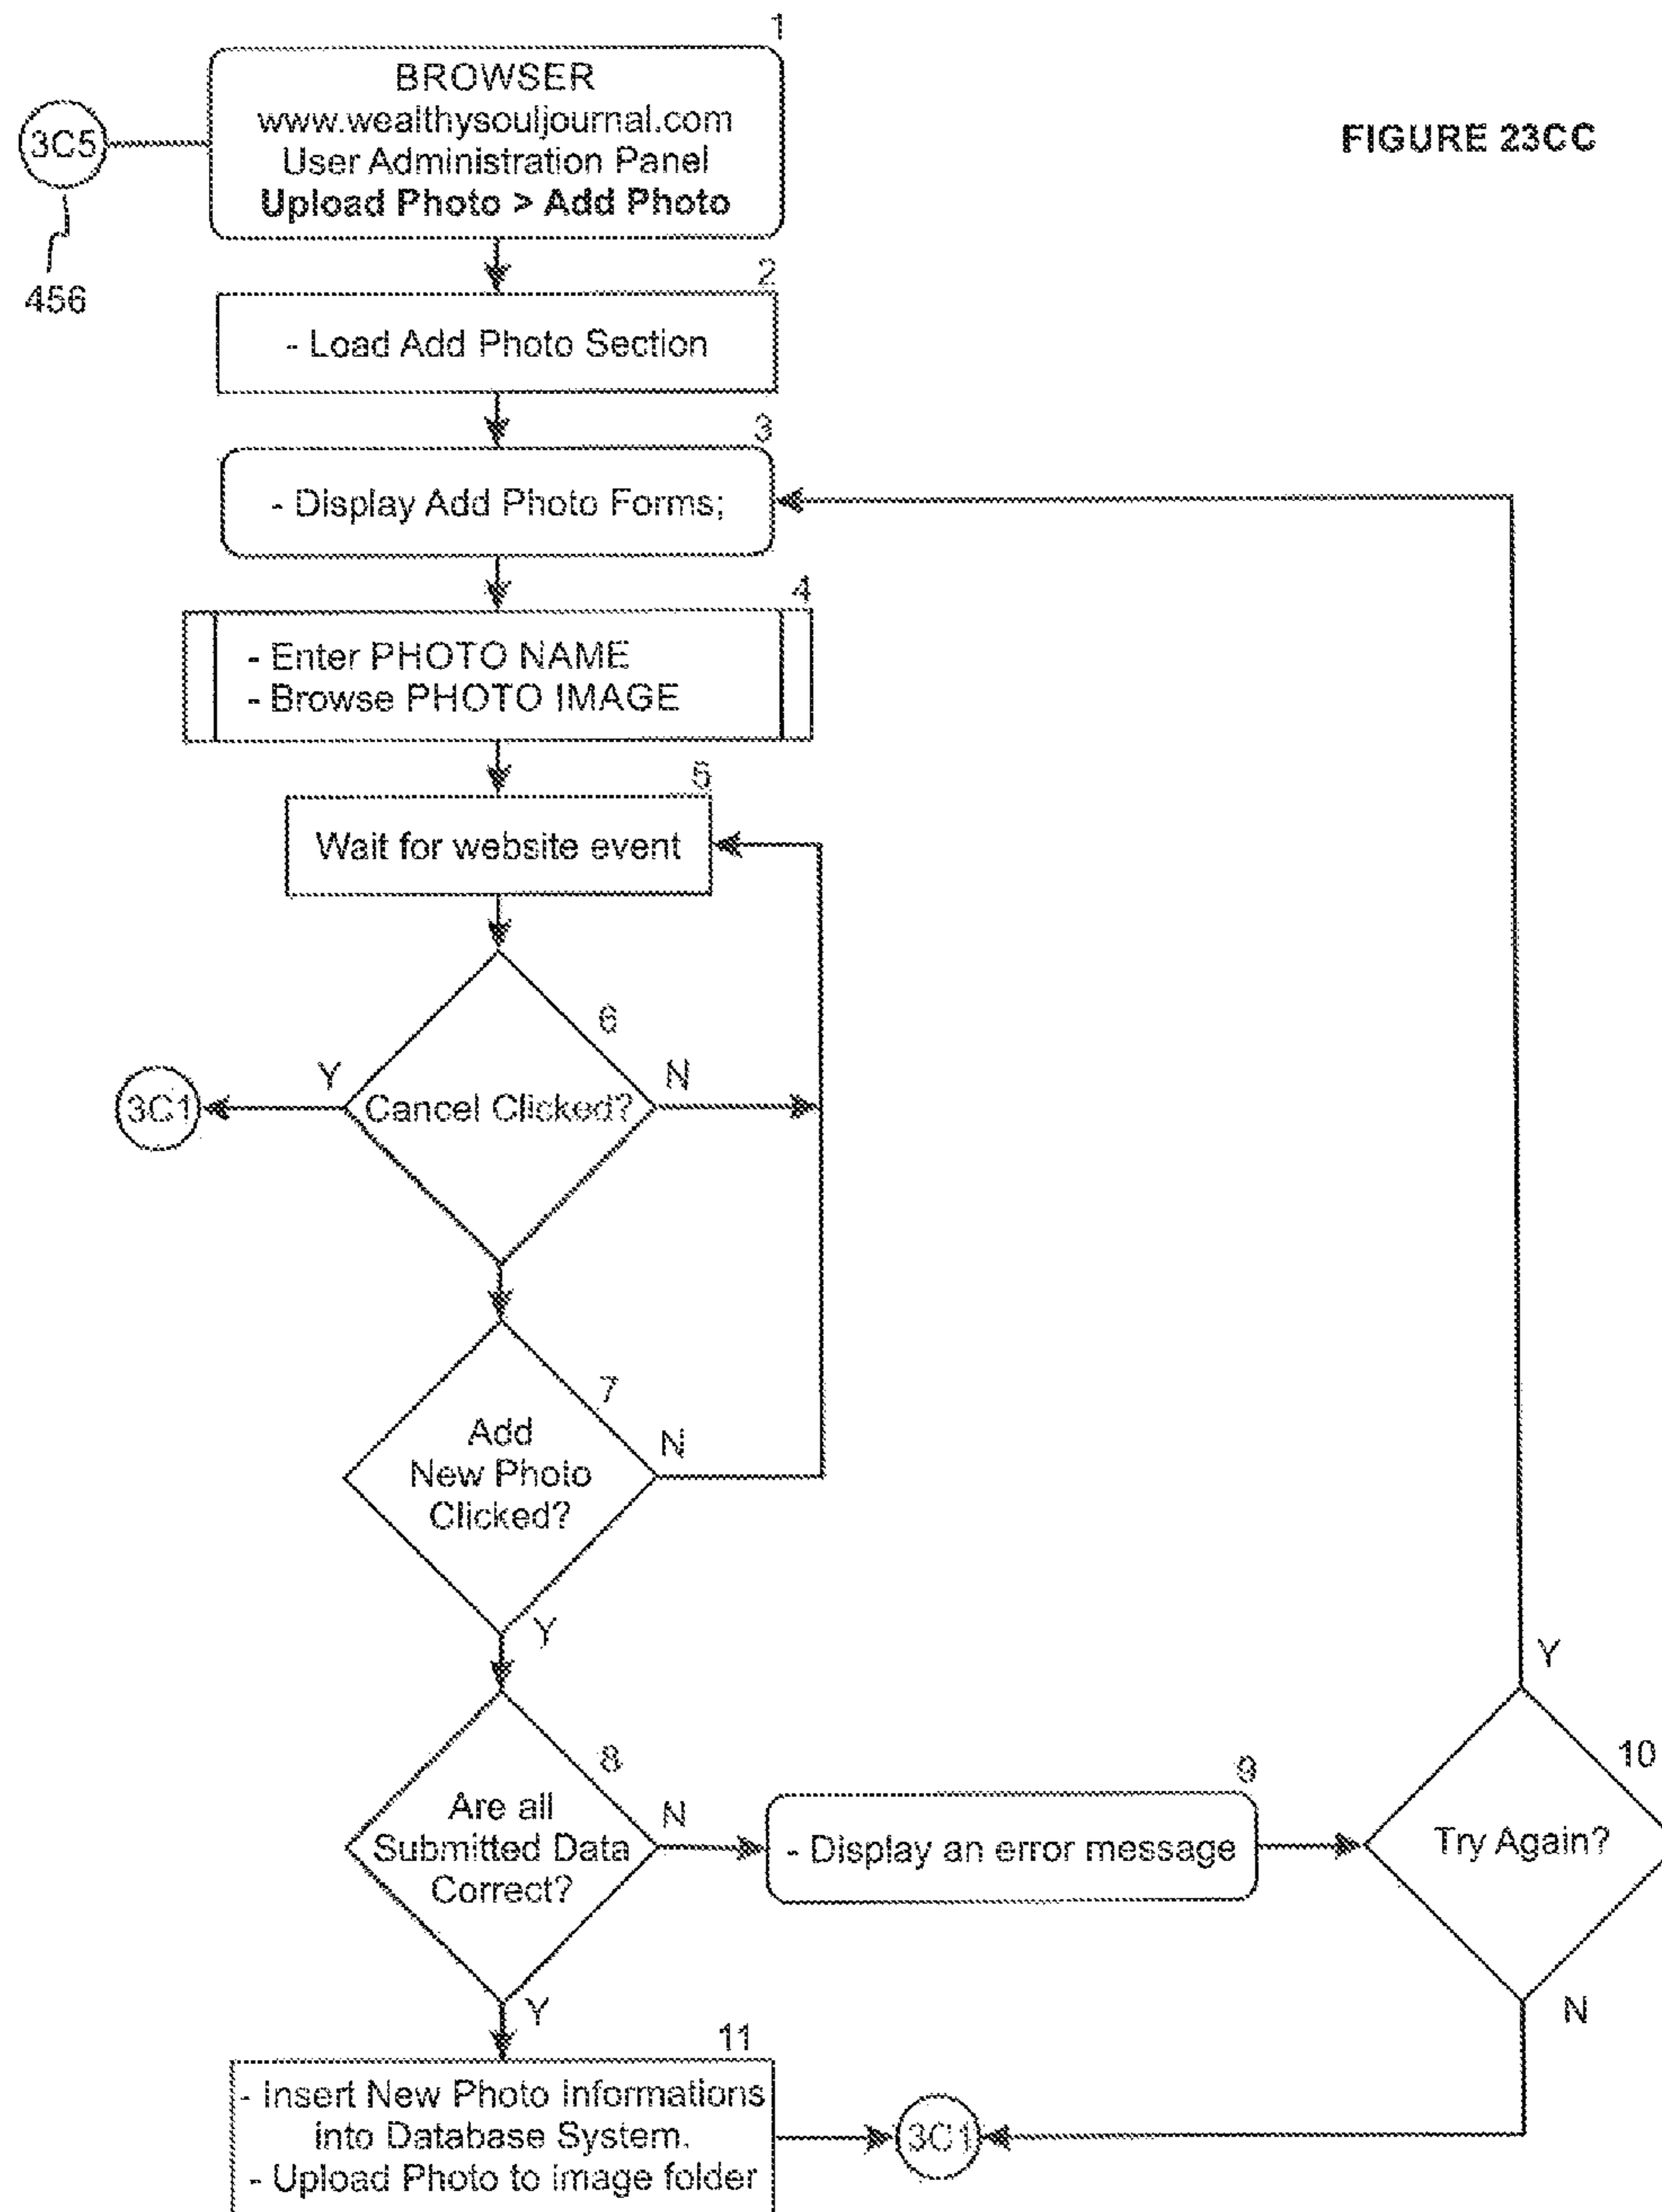 FIGURE 23CC
1
3C5
456
BROWSER
www.wealthysouljournal.com
User Administration Panel
Upload Photo > Add Photo
2
- Load Add Photo Section
3
- Display Add Photo Forms;
4
- Enter PHOTO NAME
- Browse PHOTO IMAGE
5
Wait for website event
6
Y
N
3C1
Cancel Clicked?
7
Add
New Photo
Clicked?
N
Y
8
Are all
Submitted Data
Correct?
N
Y
9
- Display an error message
10
Try Again?
Y
N
11
- Insert New Photo Informations
into Database System.
- Upload Photo to image folder
3C1